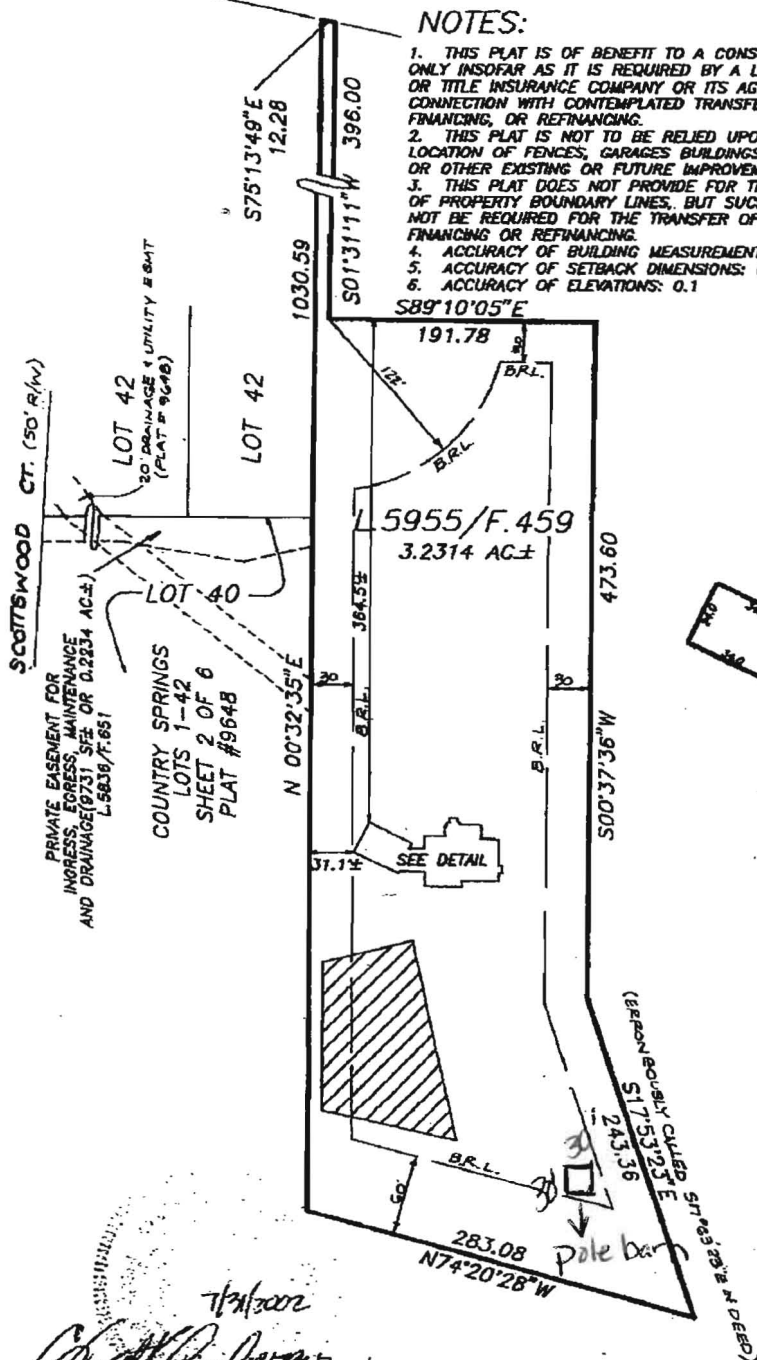 NOTES:
1. THIS PLAT IS OF BENEFIT TO A CONS
ONLY INSOFAR AS IT IS REQUIRED BY A L
OR TITLE INSURANCE COMPANY OR ITS AG
CONNECTION WITH CONTEMPLATED TRANSFE
FINANCING, OR REFINANCING.
2. THIS PLAT IS NOT TO BE RELIED UPO
LOCATION OF FENCES, GARAGES BUILDINGS
OR OTHER EXISTING OR FUTURE IMPROVEM
3. THIS PLAT DOES NOT PROVIDE FOR T
OF PROPERTY BOUNDARY LINES, BUT SUC
NOT BE REQUIRED FOR THE TRANSFER OF
FINANCING OR REFINANCING.
4. ACCURACY OF BUILDING MEASUREMENT
5. ACCURACY OF SETBACK DIMENSIONS:
6. ACCURACY OF ELEVATIONS: 0.1
S75°13'49"E
12.28
1030.59
S01°31'11"W 396.00
S89°10'05"E
191.78
30
B.R.L.
B.R.L.
L.5955/F.459
3.2314 AC.±
473.60
S00°37'36"W
LOT 42
20' DRAINAGE & UTILITY ESMT
(PLAT # 9648)
LOT 42
SCOTTSWOOD CT. (50' R/W)
LOT 40
PRIVATE EASEMENT FOR
INGRESS, EGRESS, MAINTENANCE
AND DRAINAGE(9731 SF± OR 0.2234 AC.±)
L.5836/F.651
COUNTRY SPRINGS
LOTS 1-42
SHEET 2 OF 6
PLAT #9648
N 00°32'35"E
30
364.5±
B.R.L.
30
B.R.L.
31.1±
SEE DETAIL
60'
B.R.L.
30
30
pole barn
283.08
N74°20'28"W
243.36
S17°53'23"E
(ERRONEOUSLY CALLED